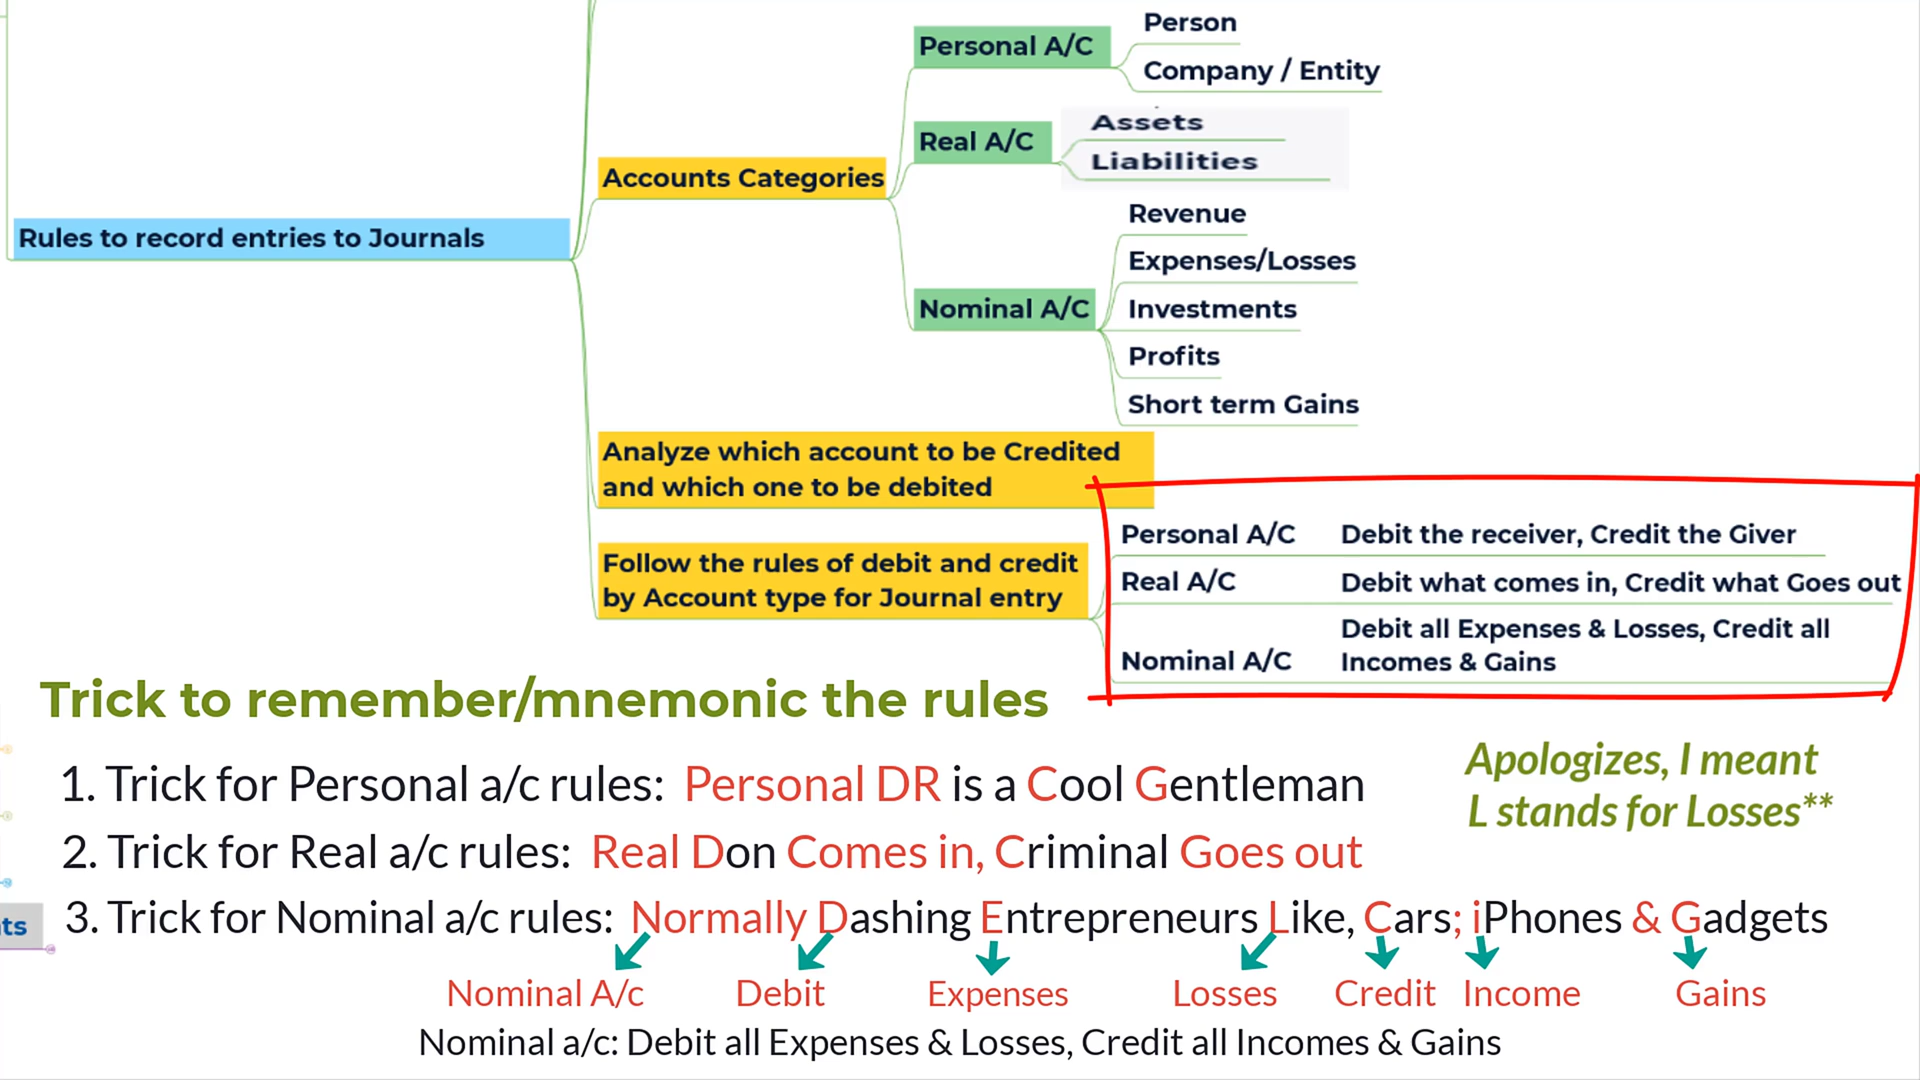 Person
Personal A/C
Company / Entity
Assets
Real A/C
Liabilities
Accounts Categories
Revenue
Rules to record entries to Journals
Expenses/Losses
Nominal A/C
Investments
Profits
Short term Gains
Analyze which account to be Credited
and which one to be debited
Personal A/C Debit the receiver, Credit the Giver
Follow the rules of debit and credit
by Account type for Journal entry
Real A/C Debit what comes in, Credit what Goes out
Debit all Expenses & Losses, Credit all
Nominal A/C Incomes & Gains
Trick to remember/mnemonic the rules
1. Trick for Personal a/c rules: Personal DR is a Cool Gentleman
Apologizes, I meant
L stands for Losses**
2. Trick for Real a/c rules: Real Don Comes in, Criminal Goes out
3. Trick for Nominal a/c rules: Normally Dashing Entrepreneurs Like, Cars; iPhones & Gadgets
ts
Nominal A/c Debit Expenses Losses Credit Income Gains
Nominal a/c: Debit all Expenses & Losses, Credit all Incomes & Gains